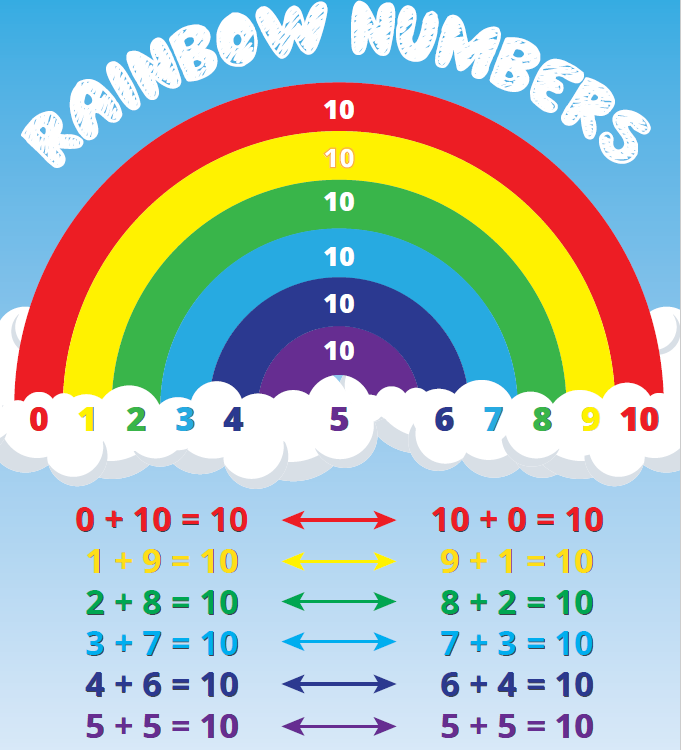 RAINBOW NUMBERS
10
10
10
10
10
10
0 1 2 3 4 5 6 7 8 9 10
0 + 10 = 10 10 + 0 = 10
1 + 9 = 10 9 + 1 = 10
2 + 8 = 10 8 + 2 = 10
3 + 7 = 10 7 + 3 = 10
4 + 6 = 10 6 + 4 = 10
5 + 5 = 10 5 + 5 = 10